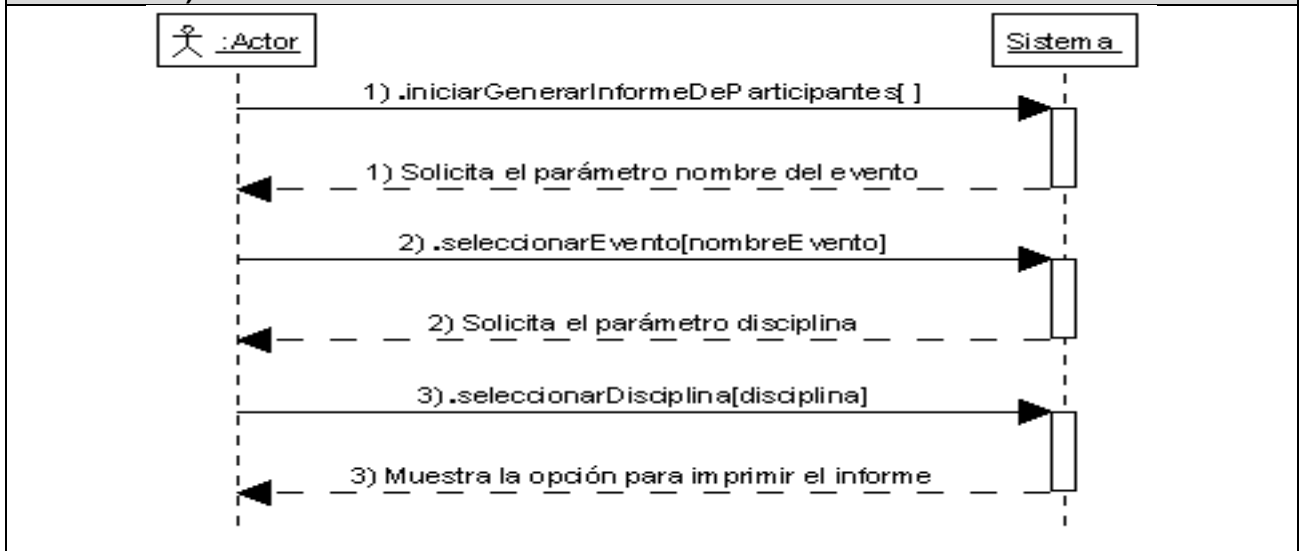 :Actor
Sistema
1) .iniciarGenerarInformeDeParticipantes[ ]
1) Solicita el parámetro nombre del evento
2) .seleccionarEvento[nombreEvento]
2) Solicita el parámetro disciplina
3) .seleccionarDisciplina[disciplina]
3) Muestra la opción para imprimir el informe